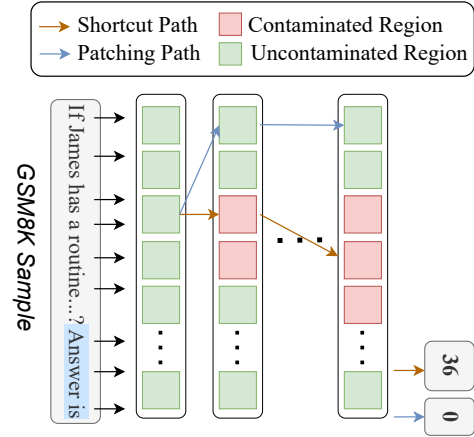 Shortcut Path
Contaminated Region
Patching Path
Uncontaminated Region
GSM8K Sample
If James has a routine...? Answer is
36
0